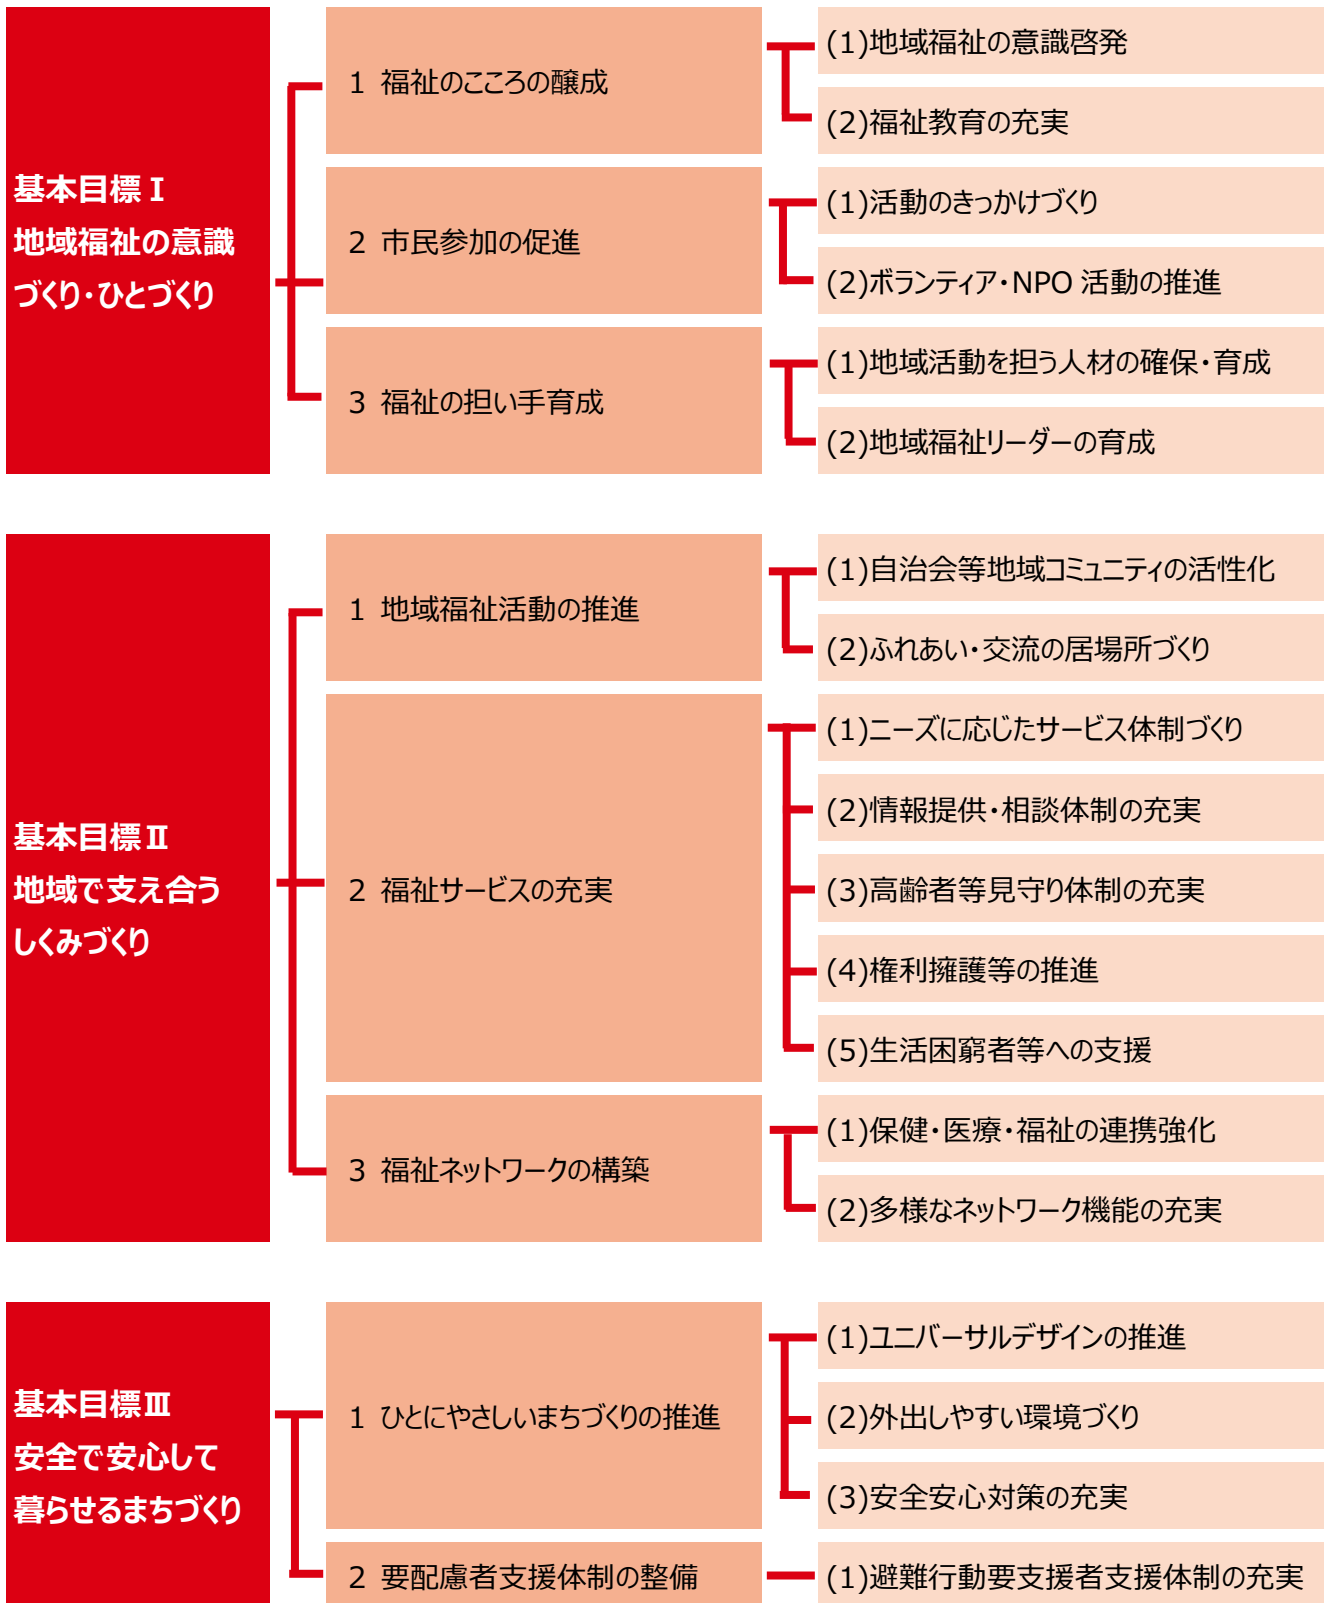 基本目標Ⅰ
地域福祉の意識
づくり・ひとづくり
1 福祉のこころの醸成
(1)地域福祉の意識啓発
(2)福祉教育の充実
2 市民参加の促進
(1)活動のきっかけづくり
(2)ボランティア・NPO 活動の推進
3 福祉の担い手育成
(1)地域活動を担う人材の確保・育成
(2)地域福祉リーダーの育成
基本目標Ⅱ
地域で支え合う
しくみづくり
1 地域福祉活動の推進
(1)自治会等地域コミュニティの活性化
(2)ふれあい・交流の居場所づくり
2 福祉サービスの充実
(1)ニーズに応じたサービス体制づくり
(2)情報提供・相談体制の充実
(3)高齢者等見守り体制の充実
(4)権利擁護等の推進
(5)生活困窮者等への支援
3 福祉ネットワークの構築
(1)保健・医療・福祉の連携強化
(2)多様なネットワーク機能の充実
基本目標Ⅲ
安全で安心して
暮らせるまちづくり
1 ひとにやさしいまちづくりの推進
(1)ユニバーサルデザインの推進
(2)外出しやすい環境づくり
(3)安全安心対策の充実
2 要配慮者支援体制の整備
(1)避難行動要支援者支援体制の充実